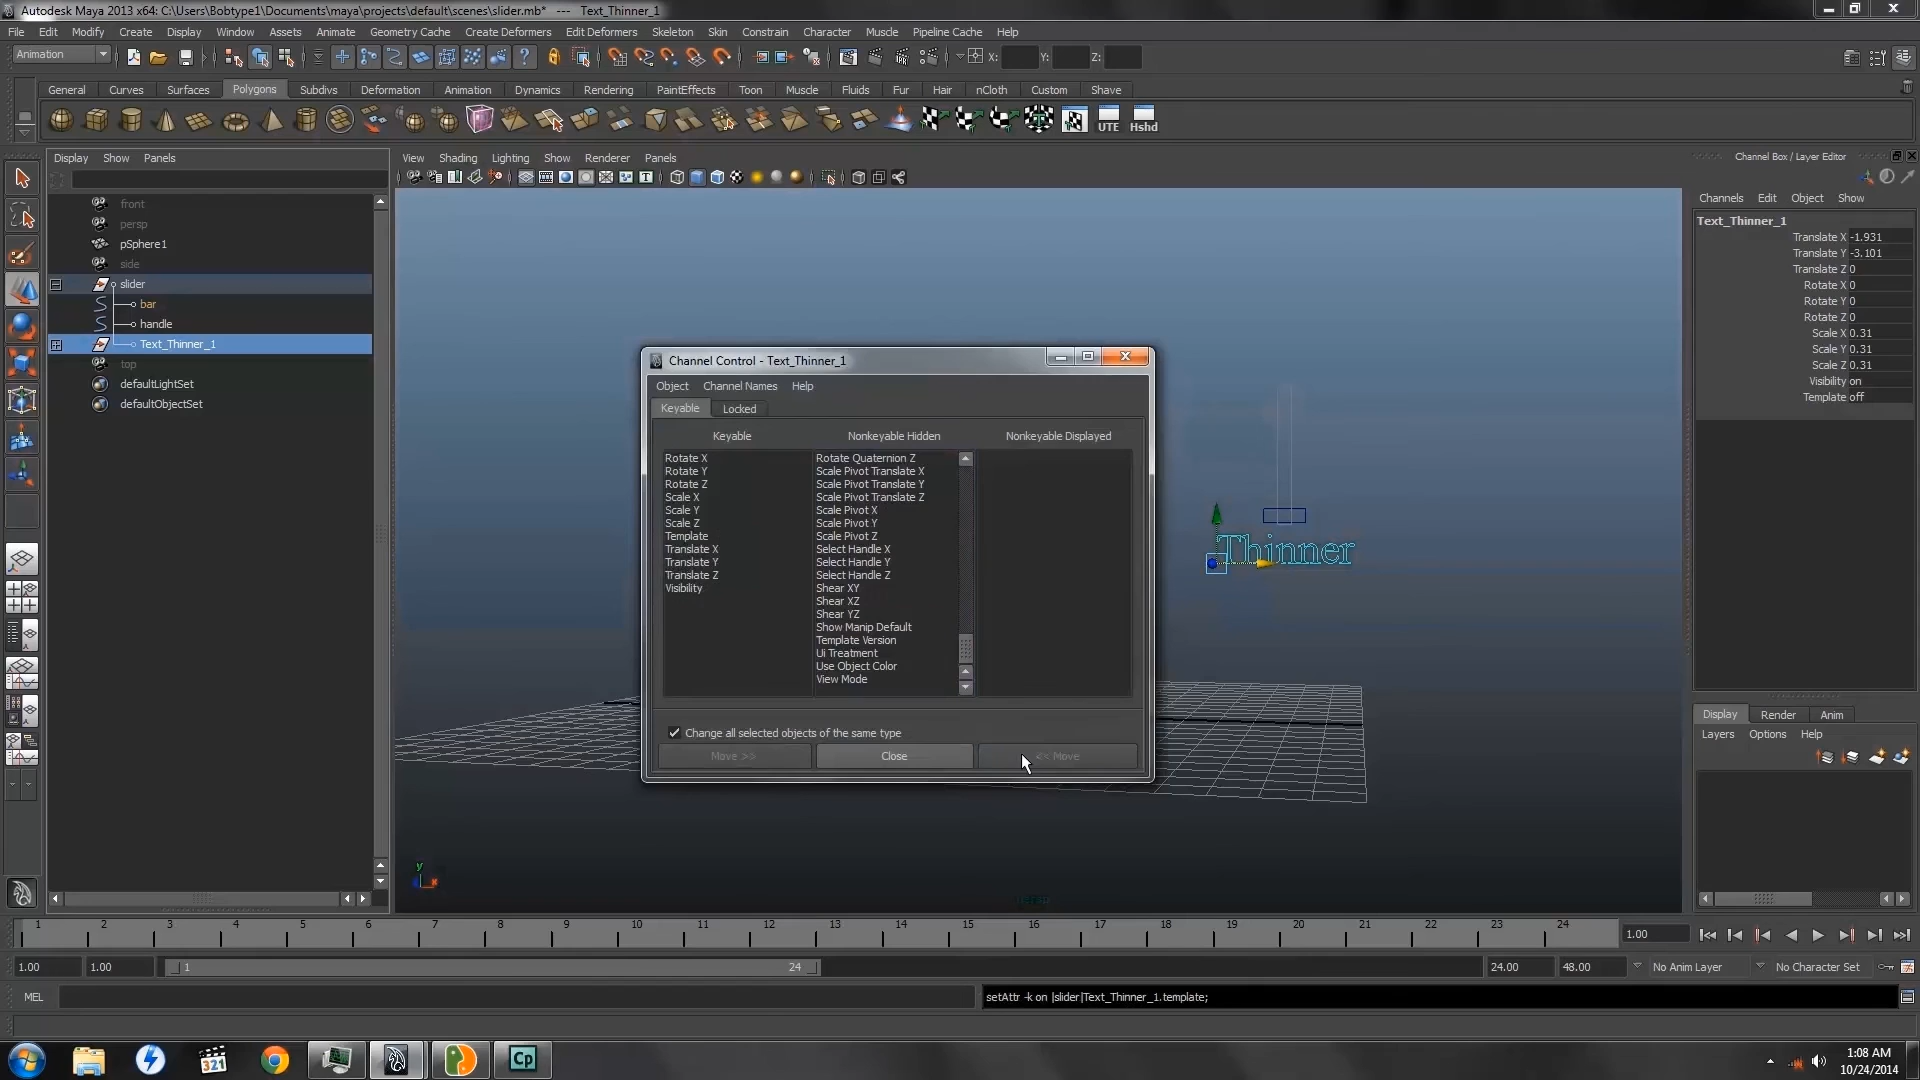 Autodesk Maya 2013 x64: C:\Users\Bobtype1\Documents\maya\projects\default\scenes\slider.mb* --- Text_Thinner_1
File Edit Modify Create Display Window Assets Animate Geometry Cache Create Deformers Edit Deformers Skeleton Skin Constrain Character Muscle Pipeline Cache Help
Animation X: Y: Z:
General Curves Surfaces Polygons Subdivs Deformation Animation Dynamics Rendering PaintEffects Toon Muscle Fluids Fur Hair nCloth Custom Shave
UTE Hshd
Display Show Panels
View Shading Lighting Show Renderer Panels
Channel Box / Layer Editor
Channels Edit Object Show
front
persp
pSphere1
side
slider
bar
handle
Text_Thinner_1
top
defaultLightSet
defaultObjectSet
Text_Thinner_1
Translate X -1.931
Translate Y -3.101
Translate Z 0
Rotate X 0
Rotate Y 0
Rotate Z 0
Scale X 0.31
Scale Y 0.31
Scale Z 0.31
Visibility on
Template off
Channel Control - Text_Thinner_1
Object Channel Names Help
Keyable Locked
Keyable Nonkeyable Hidden Nonkeyable Displayed
Rotate X
Rotate Y
Rotate Z
Scale X
Scale Y
Scale Z
Template
Translate X
Translate Y
Translate Z
Visibility
Rotate Quaternion Z
Scale Pivot Translate X
Scale Pivot Translate Y
Scale Pivot Translate Z
Scale Pivot X
Scale Pivot Y
Scale Pivot Z
Select Handle X
Select Handle Y
Select Handle Z
Shear XY
Shear XZ
Shear YZ
Show Manip Default
Template Version
Ui Treatment
Use Object Color
View Mode
Change all selected objects of the same type
Move >> Close << Move
Thinner
y
x
Display Render Anim
Layers Options Help
1 2 3 4 5 6 7 8 9 10 11 12 13 14 15 16 17 18 19 20 21 22 23 24 1.00
1.00 1.00 1 24 24.00 48.00 No Anim Layer No Character Set
MEL setAttr -k on |slider|Text_Thinner_1.template;
321 Cp
1:08 AM
10/24/2014